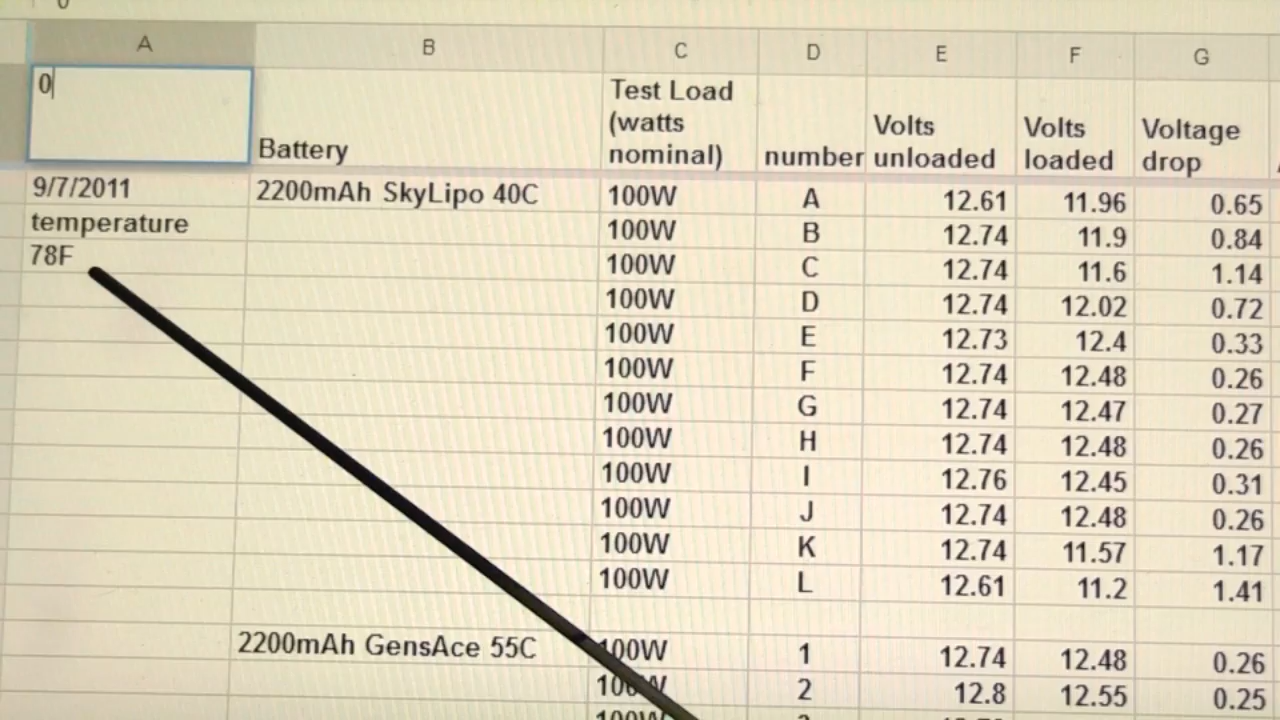 0
A B C D E F G
0
Battery
Test Load
(watts
nominal)
number
Volts
unloaded
Volts
loaded
Voltage
drop
9/7/2011 2200mAh SkyLipo 40C 100W A 12.61 11.96 0.65
temperature 100W B 12.74 11.9 0.84
78F 100W C 12.74 11.6 1.14
100W D 12.74 12.02 0.72
100W E 12.73 12.4 0.33
100W F 12.74 12.48 0.26
100W G 12.74 12.47 0.27
100W H 12.74 12.48 0.26
100W I 12.76 12.45 0.31
100W J 12.74 12.48 0.26
100W K 12.74 11.57 1.17
100W L 12.61 11.2 1.41
2200mAh GensAce 55C 100W 1 12.74 12.48 0.26
100W 2 12.8 12.55 0.25
100W